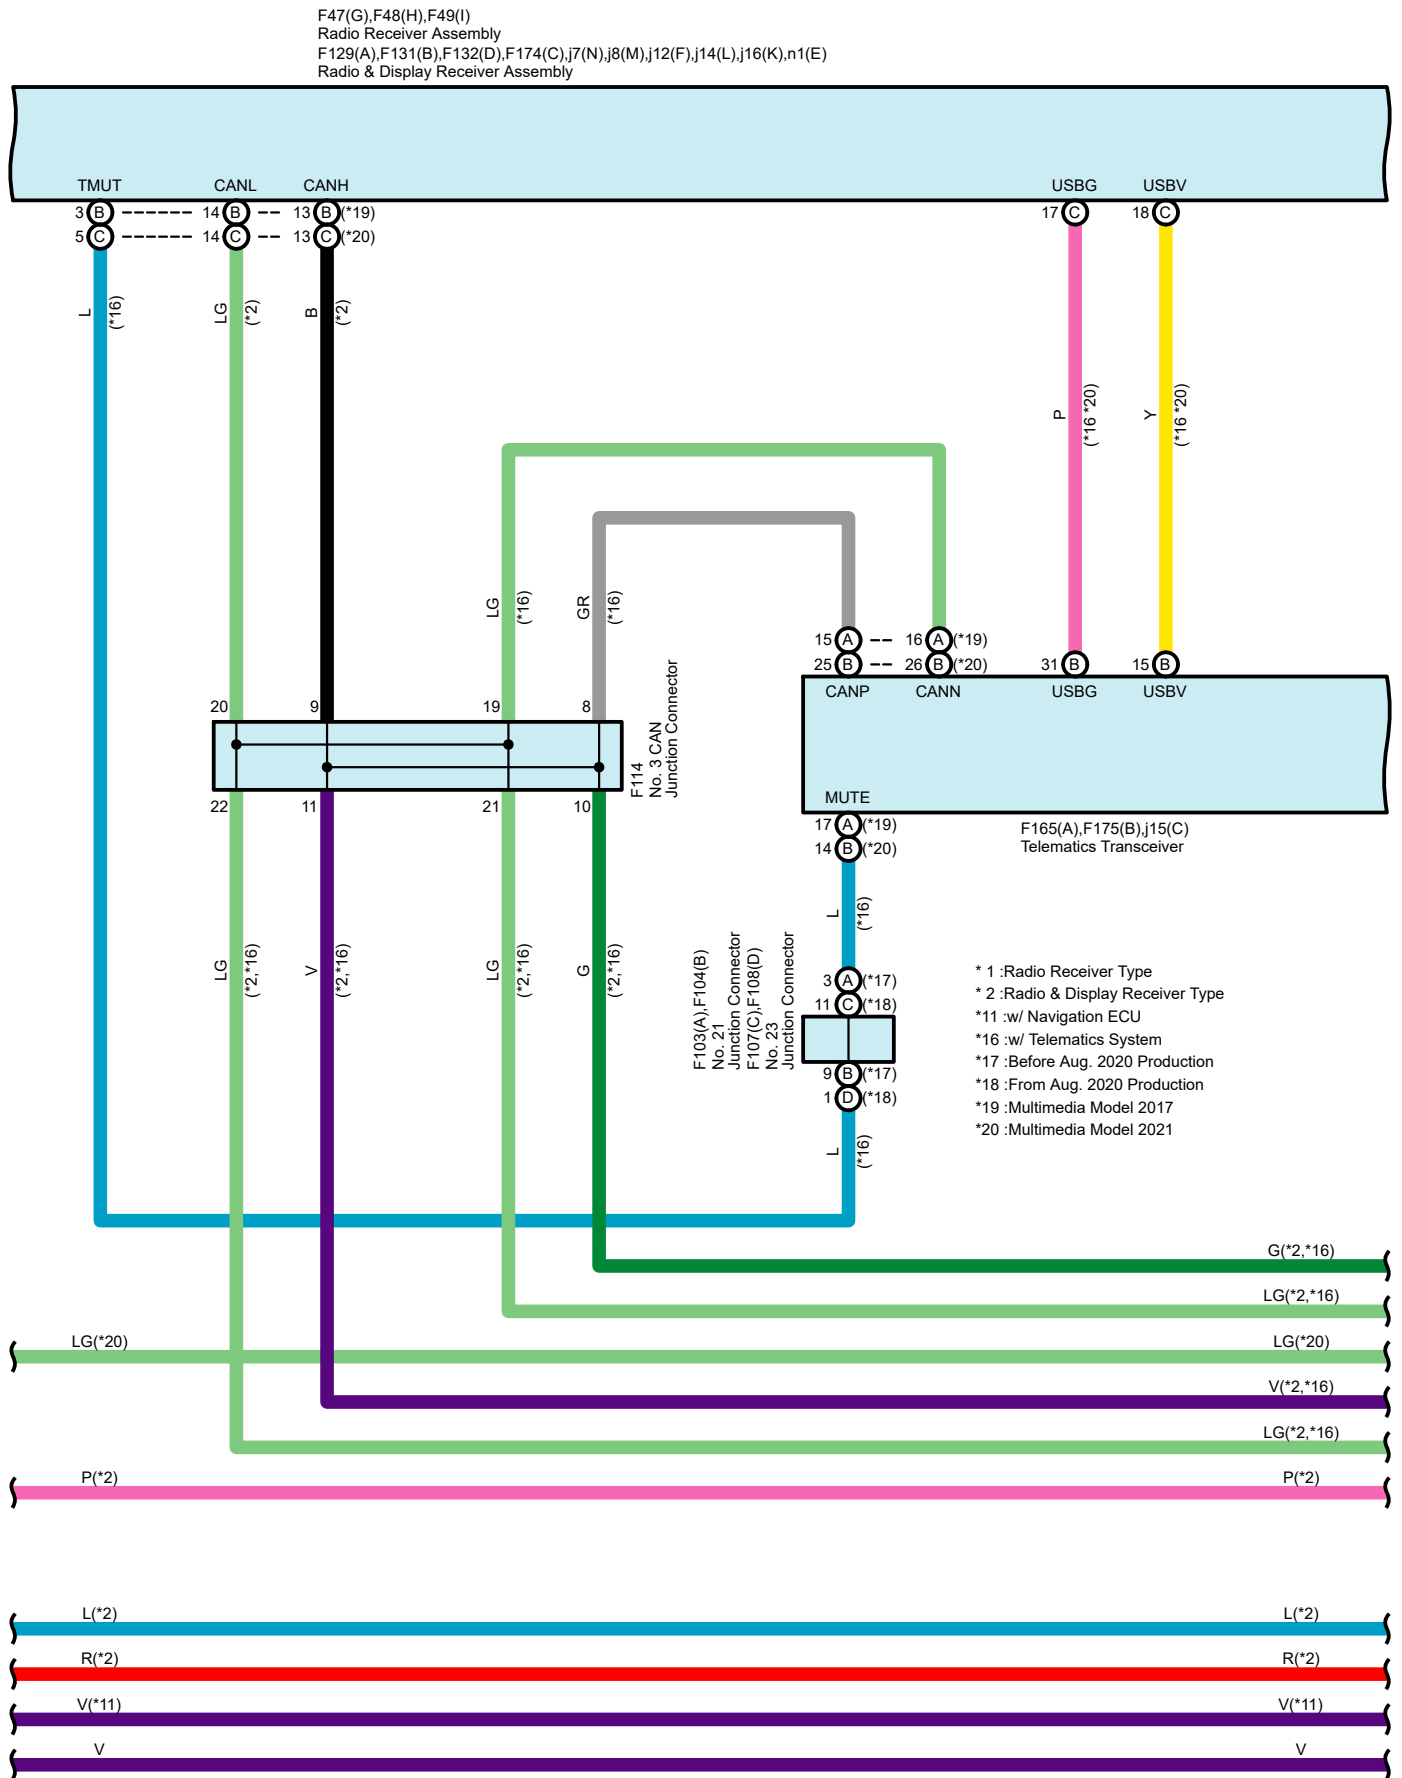 F47(G),F48(H),F49(I)
Radio Receiver Assembly
F129(A),F131(B),F132(D),F174(C),j7(N),j8(M),j12(F),j14(L),j16(K),n1(E)
Radio & Display Receiver Assembly
TMUT CANL CANH USBG USBV
3 B 14 B 13 B (*19) 17 C 18 C
5 C 14 C 13 C (*20)
L (*16)
LG (*2)
B (*2)
P (*16 *20)
Y (*16 *20)
LG (*16)
GR (*16)
15 A 16 A (*19)
25 B 26 B (*20) 31 B 15 B
CANP CANN USBG USBV
20 9 19 8
F114
No. 3 CAN
Junction Connector
22 11 21 10
MUTE
17 A (*19)
14 B (*20)
F165(A),F175(B),j15(C)
Telematics Transceiver
L (*16)
LG (*2,*16)
V (*2,*16)
LG (*2,*16)
G (*2,*16)
F103(A),F104(B)
No. 21
Junction Connector
F107(C),F108(D)
No. 23
Junction Connector
3 A (*17)
11 C (*18)
9 B (*17)
1 D (*18)
L (*16)
* 1 :Radio Receiver Type
* 2 :Radio & Display Receiver Type
*11 :w/ Navigation ECU
*16 :w/ Telematics System
*17 :Before Aug. 2020 Production
*18 :From Aug. 2020 Production
*19 :Multimedia Model 2017
*20 :Multimedia Model 2021
G(*2,*16)
LG(*2,*16)
LG(*20) LG(*20)
V(*2,*16)
LG(*2,*16)
P(*2) P(*2)
L(*2) L(*2)
R(*2) R(*2)
V(*11) V(*11)
V V